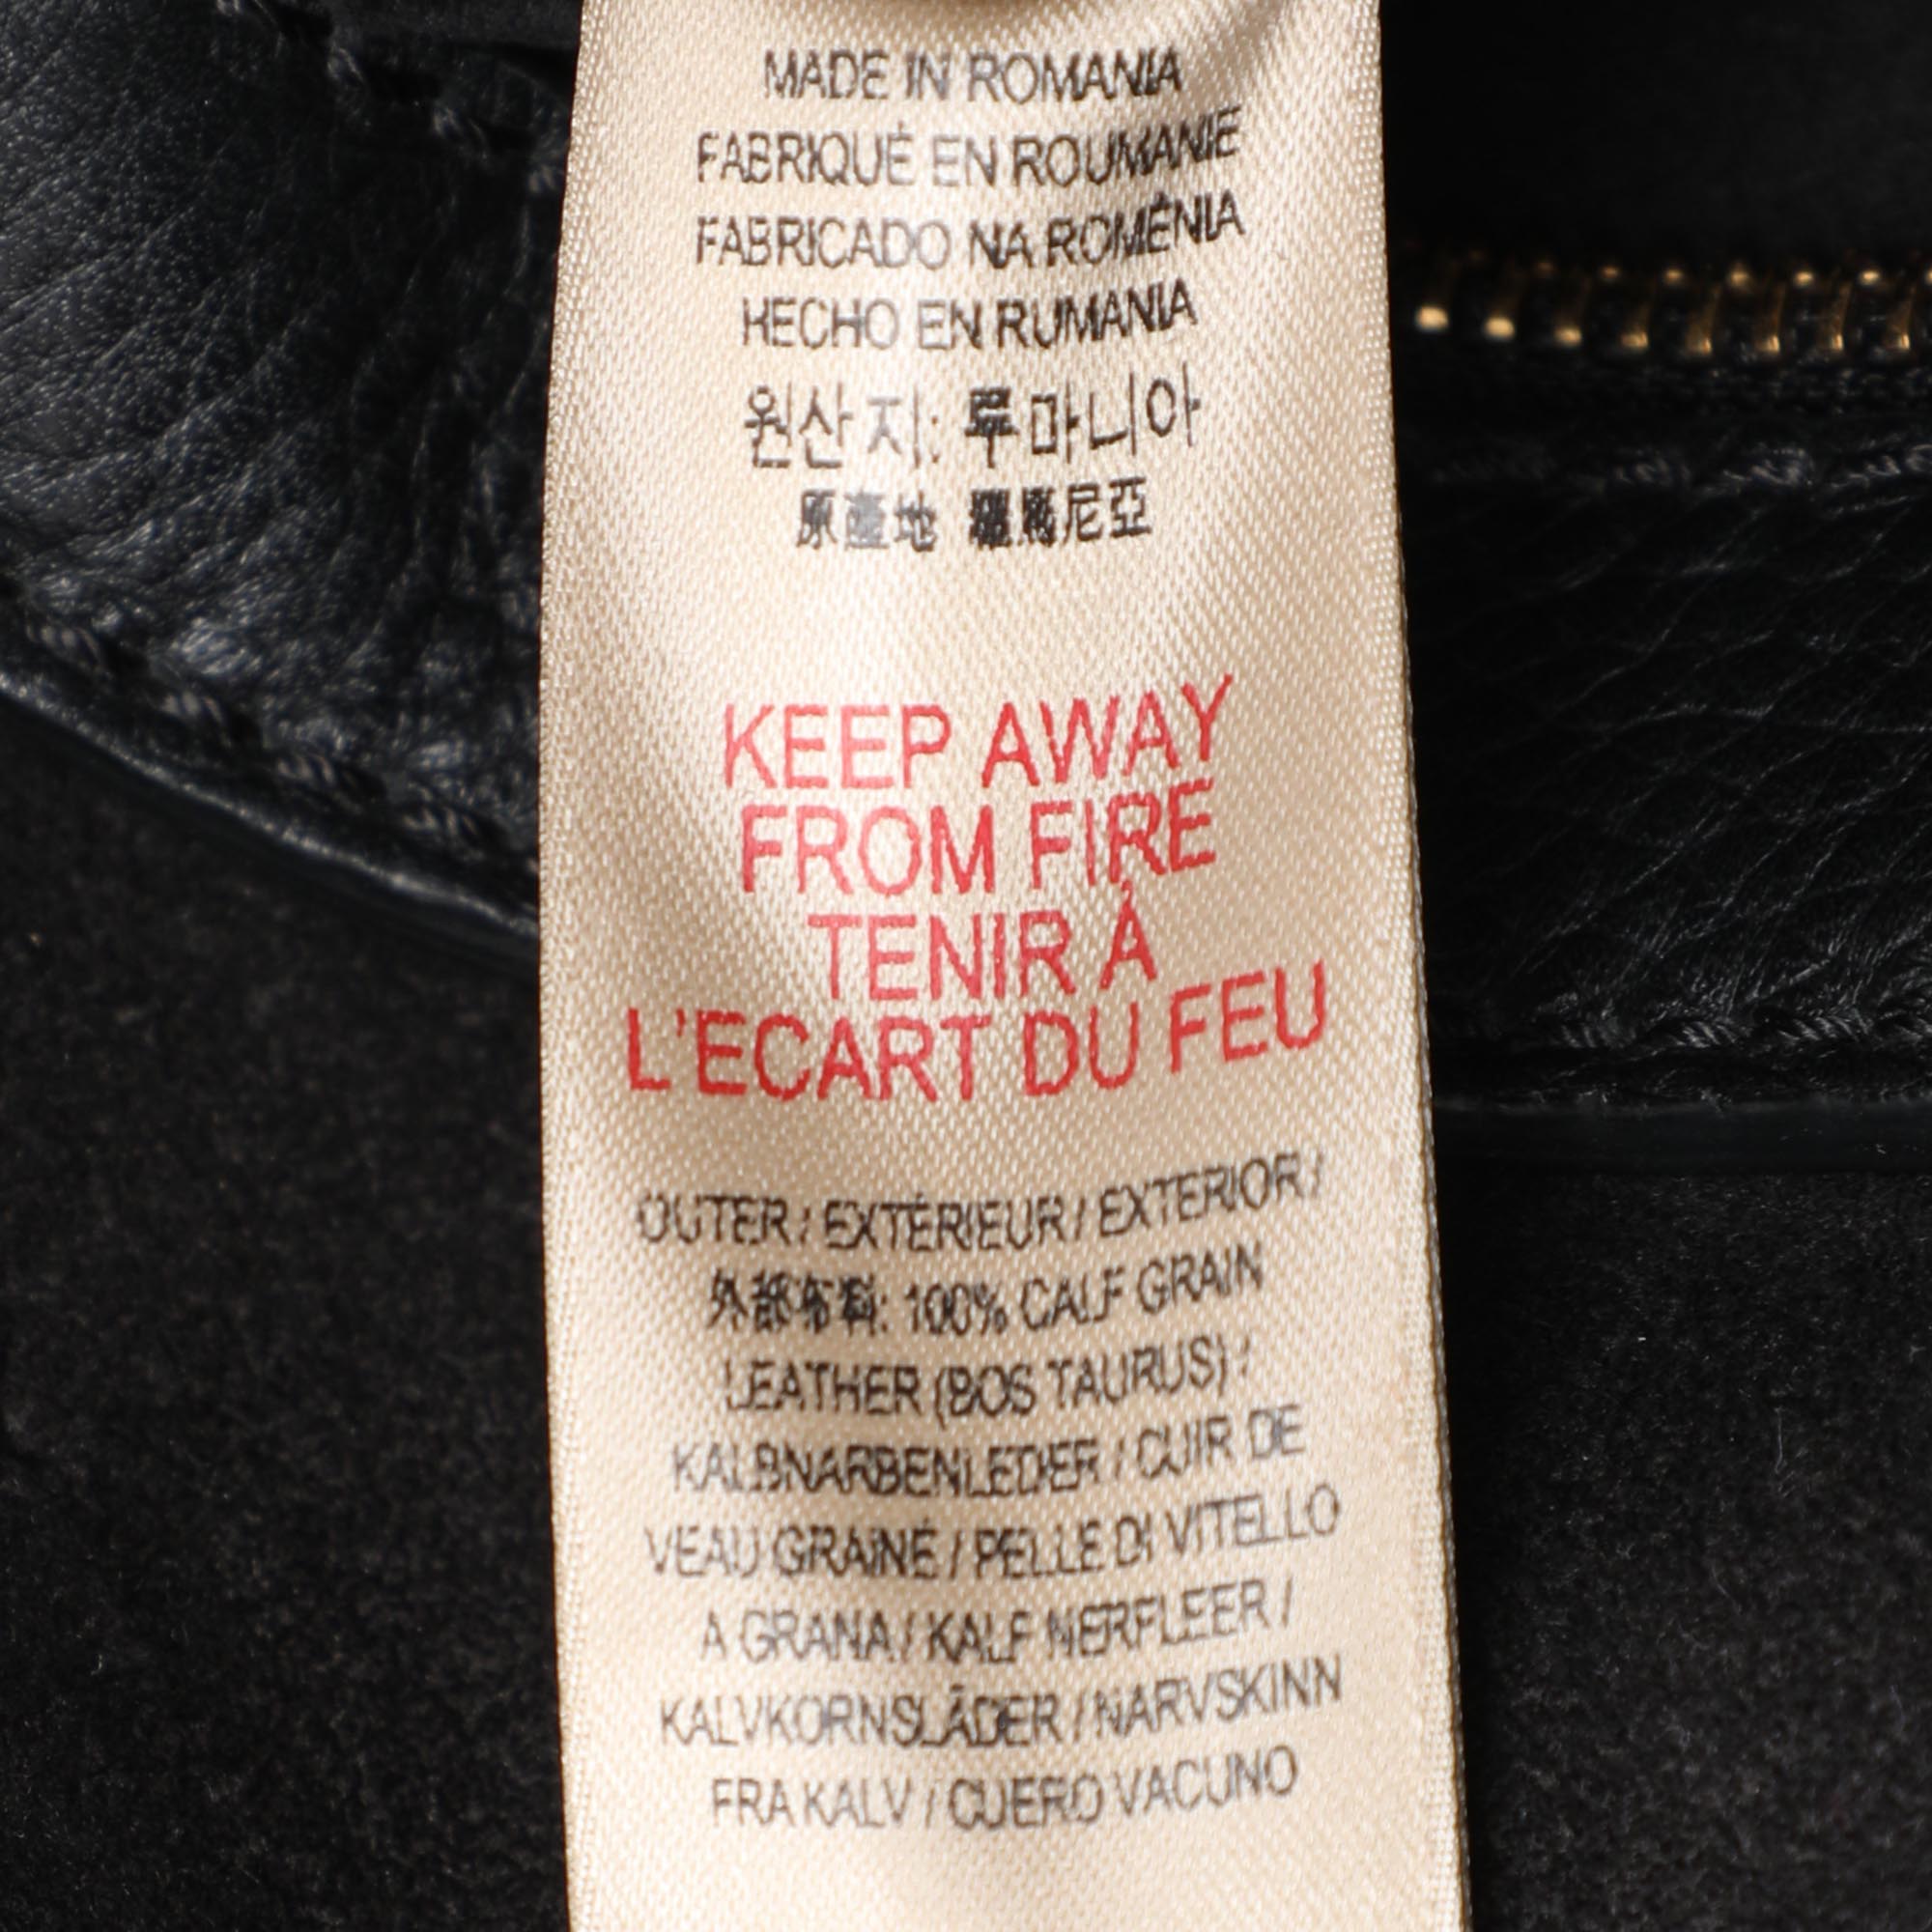 MADE IN ROMANIA
FABRIQUÉ EN ROUMANIE
FABRICADO NA ROMÉNIA
HECHO EN RUMANIA
원산지: 루마니아
原產地 羅馬尼亞
KEEP AWAY
FROM FIRE
TENIR À
L'ECART DU FEU
OUTER / EXTÉRIEUR / EXTERIOR /
外部布料: 100% CALF GRAIN
LEATHER (BOS TAURUS) /
KALBNARBENLEDER / CUIR DE
VEAU GRAINÉ / PELLE DI VITELLO
A GRANA / KALF NERFLEER /
KALVKORNSLÄDER / NARVSKINN
FRA KALV / CUERO VACUNO